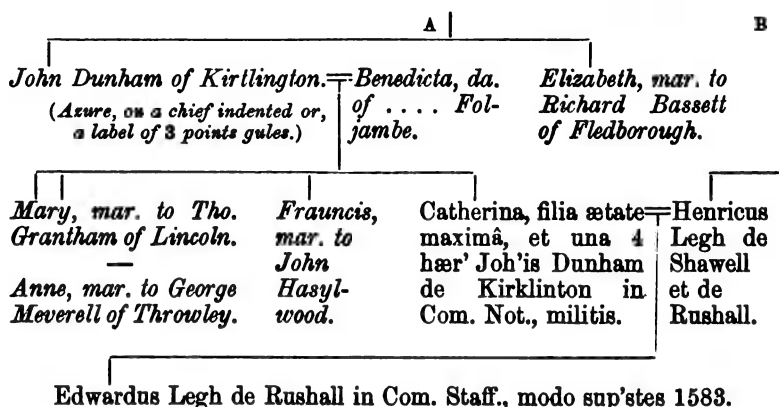 A B
John Dunham of Kirtlington.═Benedicta, da.
(Azure, on a chief indented or,
a label of 3 points gules.)
of .... Fol-
jambe.
Elizabeth, mar. to
Richard Bassett
of Fledborough.
Mary, mar. to Tho.
Grantham of Lincoln.
—
Anne, mar. to George
Meverell of Throwley.
Frauncis,
mar. to
John
Hasyl-
wood.
Catherina, filia ætate═Henricus
maximâ, et una 4
hær' Joh'is Dunham
de Kirklinton in
Com. Not., militis.
Legh de
Shawell
et de
Rushall.
Edwardus Legh de Rushall in Com. Staff., modo sup'stes 1583.